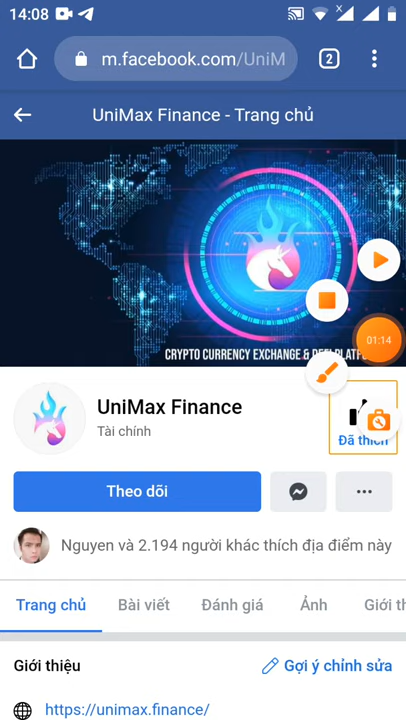 14:08
m.facebook.com/UniM
2
UniMax Finance - Trang chủ
CRYPTO CURRENCY EXCHANGE &
01:14
UniMax Finance
Tài chính
Đã thích
Theo dõi
Nguyen và 2.194 người khác thích địa điểm này
Trang chủ Bài viết Đánh giá Ảnh Giới th
Giới thiệu
Gợi ý chỉnh sửa
https://unimax.finance/